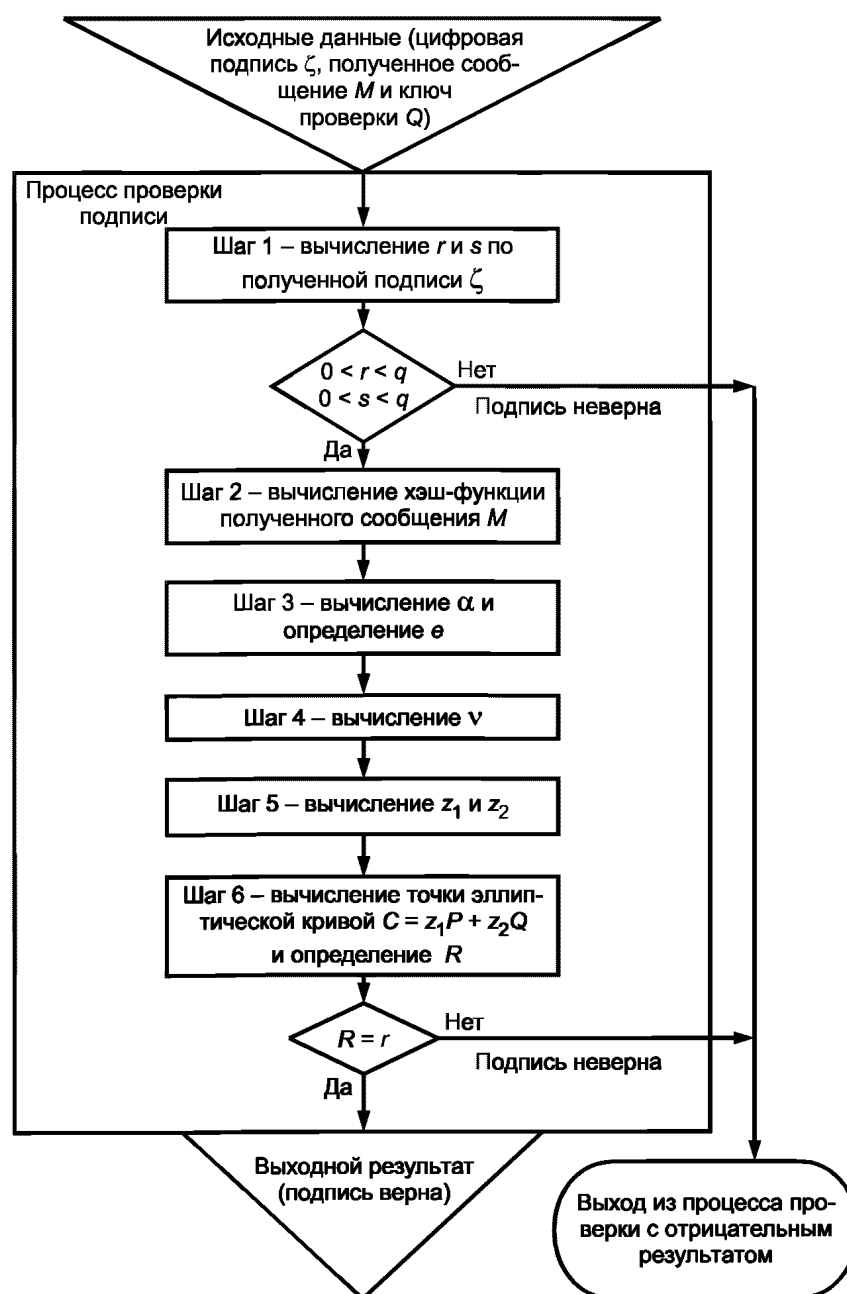 Исходные данные (цифровая
подпись ζ, полученное сооб-
щение M и ключ
проверки Q)
Процесс проверки
подписи
Шаг 1 – вычисление r и s по
полученной подписи ζ
0 < r < q
0 < s < q
Нет
Подпись неверна
Да
Шаг 2 – вычисление хэш-функции
полученного сообщения M
Шаг 3 – вычисление α и
определение e
Шаг 4 – вычисление ν
Шаг 5 – вычисление z₁ и z₂
Шаг 6 – вычисление точки эллип-
тической кривой C = z₁P + z₂Q
и определение R
R = r
Нет
Подпись неверна
Да
Выходной результат
(подпись верна)
Выход из процесса про-
верки с отрицательным
результатом